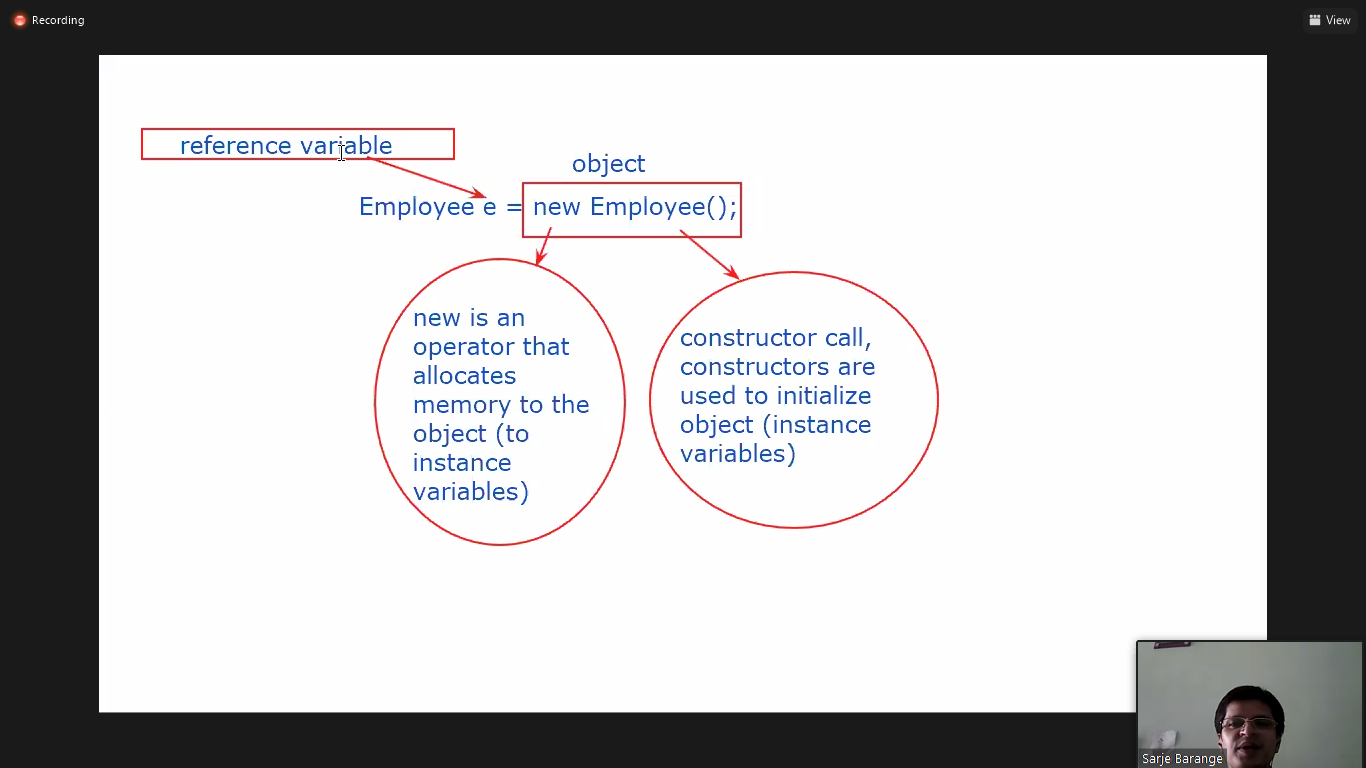 Recording
View
reference variable
object
Employee e = new Employee();
new is an
operator that
allocates
memory to the
object (to
instance
variables)
constructor call,
constructors are
used to initialize
object (instance
variables)
Sarje Barange